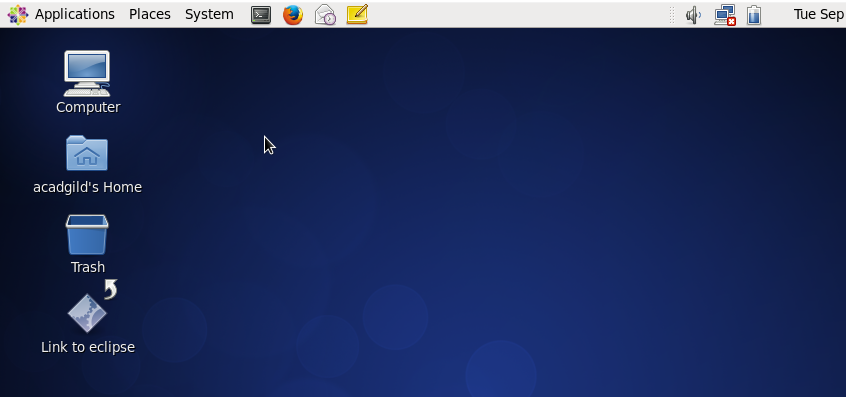 Applications Places System Tue Sep
Computer
acadgild's Home
Trash
Link to eclipse